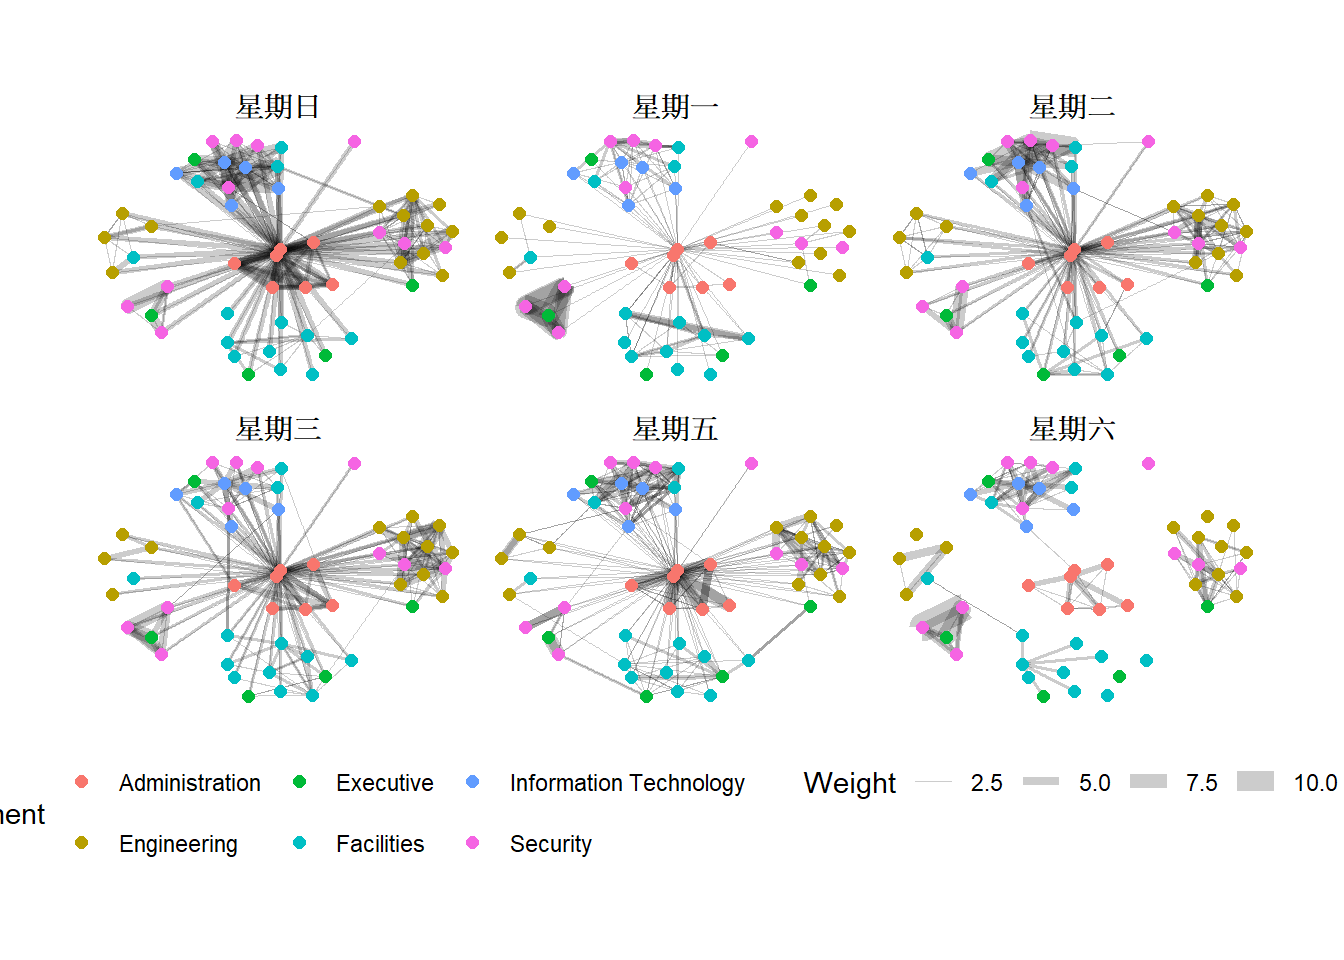 星期日 星期一 星期二
星期三 星期五 星期六
Administration Executive Information Technology Weight 2.5 5.0 7.5 10.0
Engineering Facilities Security